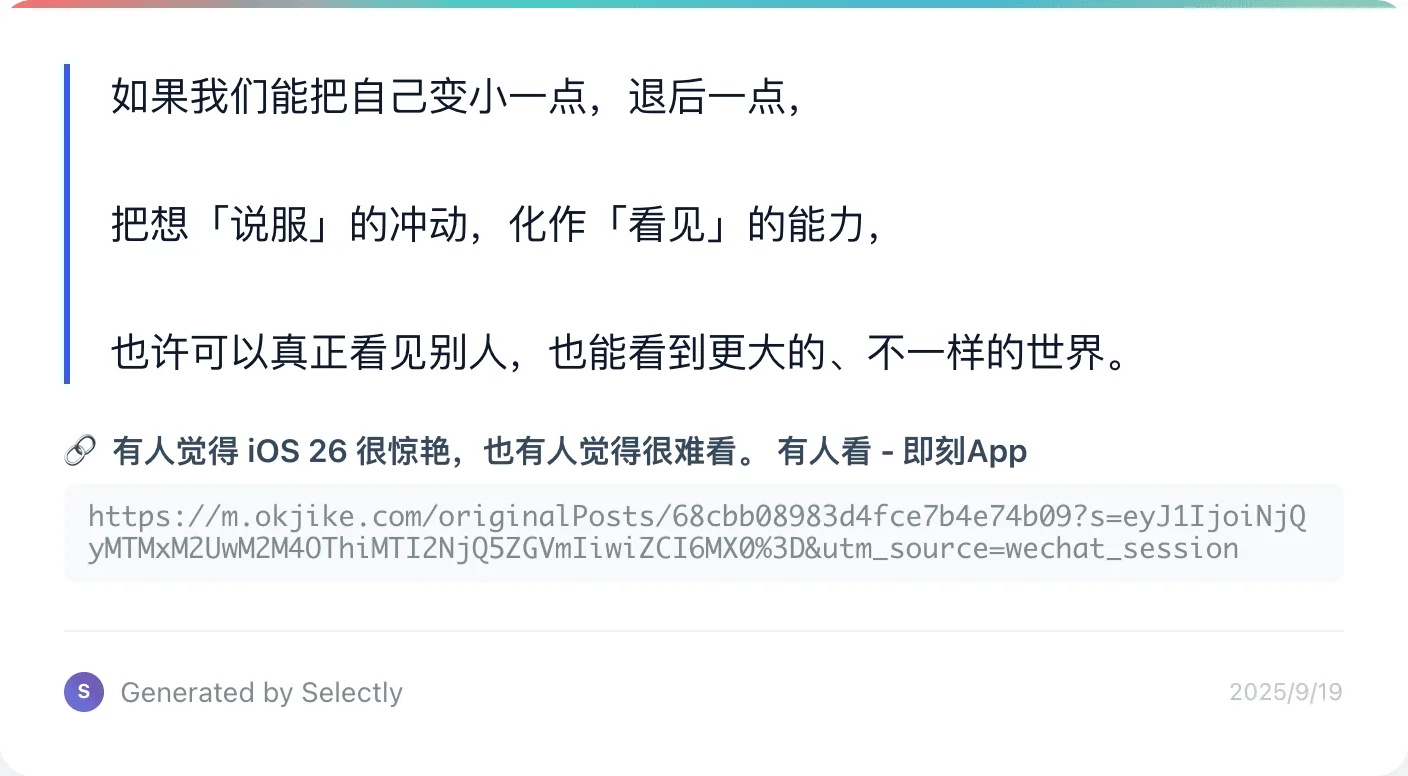 如果我们能把自己变小一点，退后一点，
把想「说服」的冲动，化作「看见」的能力，
也许可以真正看见别人，也能看到更大的、不一样的世界。
有人觉得 iOS 26 很惊艳，也有人觉得很难看。 有人看 - 即刻App
https://m.okjike.com/originalPosts/68cbb08983d4fce7b4e74b09?s=eyJ1IjoiNjQ
yMTMxM2UwM2M4OThiMTI2NjQ5ZGVmIiwiZCI6MX0%3D&utm_source=wechat_session
S Generated by Selectly
2025/9/19